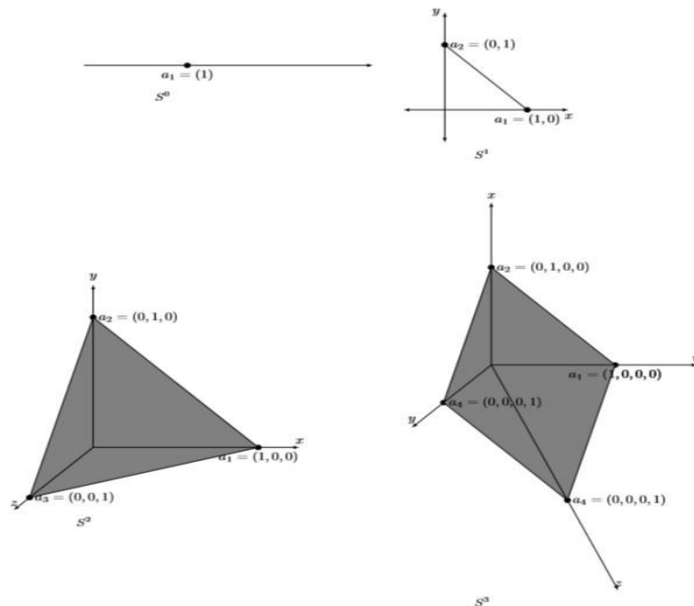 a₁ = (1)
S⁰
y
a₂ = (0, 1)
a₁ = (1, 0)
x
S¹
y
a₂ = (0, 1, 0)
x
a₁ = (1, 0, 0)
a₃ = (0, 0, 1)
z
S²
x
a₂ = (0, 1, 0, 0)
a₁ = (1, 0, 0, 0)
a₄ = (0, 0, 0, 1)
y
a₄ = (0, 0, 0, 1)
z
S³